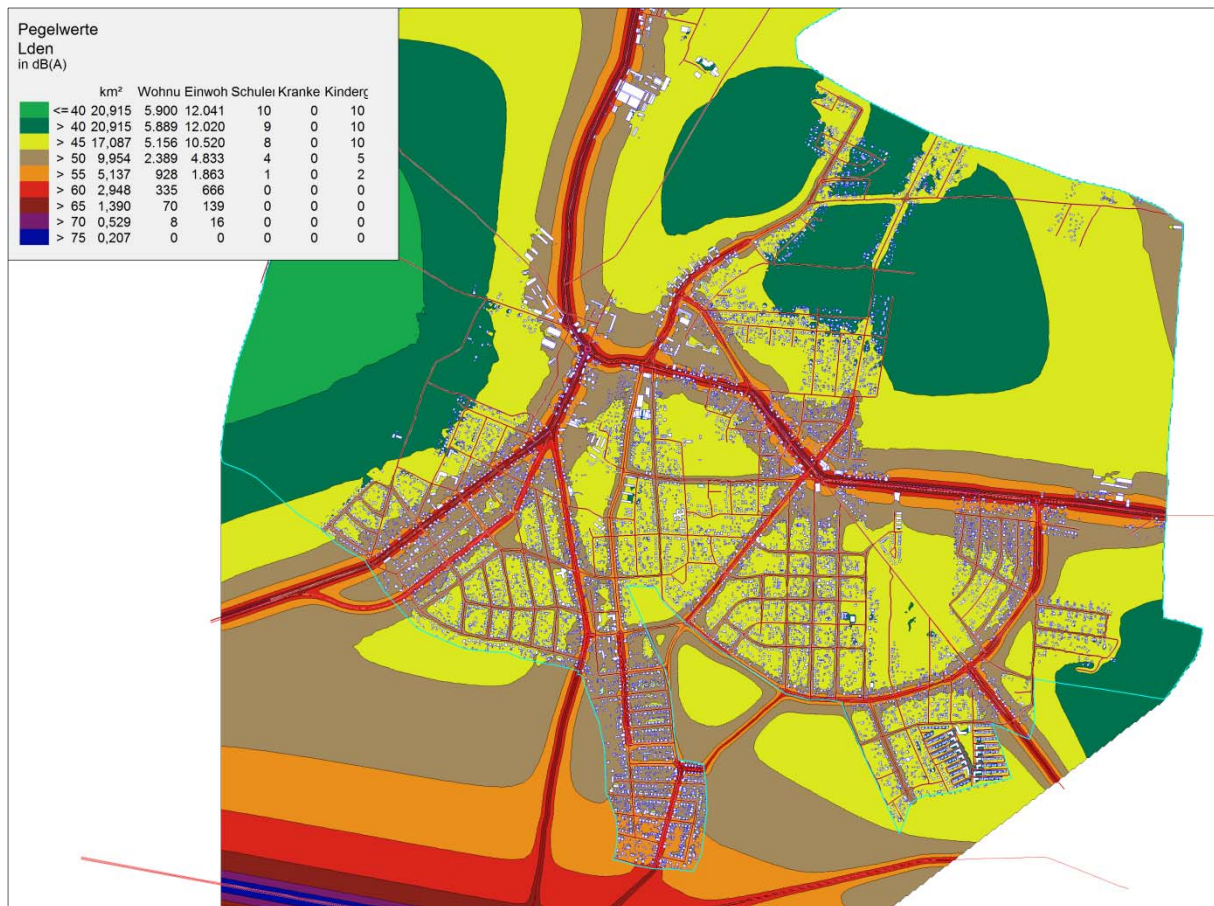 Pegelwerte
Lden
in dB(A)
km² Wohnu Einwoh Schuler Kranke Kinderg
<= 40 20,915 5.900 12.041 10 0 10
> 40 20,915 5.889 12.020 9 0 10
> 45 17,087 5.156 10.520 8 0 10
> 50 9,954 2.389 4.833 4 0 5
> 55 5,137 928 1.863 1 0 2
> 60 2,948 335 666 0 0 0
> 65 1,390 70 139 0 0 0
> 70 0,529 8 16 0 0 0
> 75 0,207 0 0 0 0 0